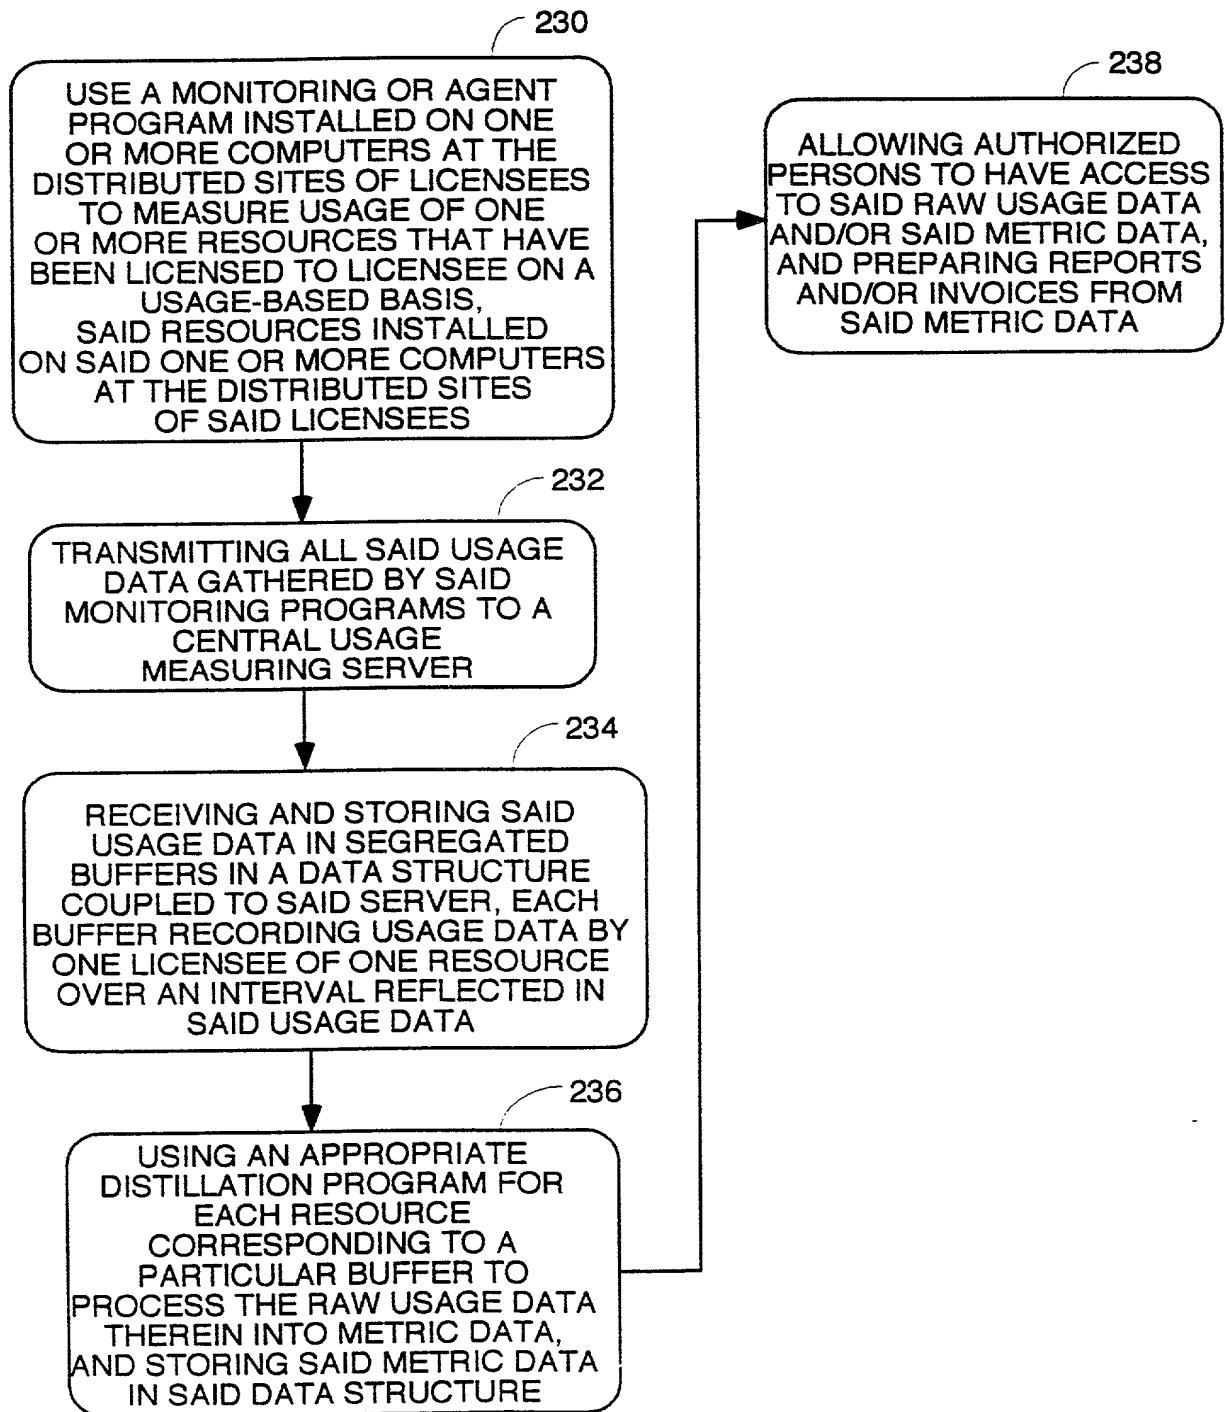 230
USE A MONITORING OR AGENT
PROGRAM INSTALLED ON ONE
OR MORE COMPUTERS AT THE
DISTRIBUTED SITES OF LICENSEES
TO MEASURE USAGE OF ONE
OR MORE RESOURCES THAT HAVE
BEEN LICENSED TO LICENSEE ON A
USAGE-BASED BASIS,
SAID RESOURCES INSTALLED
ON SAID ONE OR MORE COMPUTERS
AT THE DISTRIBUTED SITES
OF SAID LICENSEES
232
TRANSMITTING ALL SAID USAGE
DATA GATHERED BY SAID
MONITORING PROGRAMS TO A
CENTRAL USAGE
MEASURING SERVER
234
RECEIVING AND STORING SAID
USAGE DATA IN SEGREGATED
BUFFERS IN A DATA STRUCTURE
COUPLED TO SAID SERVER, EACH
BUFFER RECORDING USAGE DATA BY
ONE LICENSEE OF ONE RESOURCE
OVER AN INTERVAL REFLECTED IN
SAID USAGE DATA
236
USING AN APPROPRIATE
DISTILLATION PROGRAM FOR
EACH RESOURCE
CORRESPONDING TO A
PARTICULAR BUFFER TO
PROCESS THE RAW USAGE DATA
THEREIN INTO METRIC DATA,
AND STORING SAID METRIC DATA
IN SAID DATA STRUCTURE
238
ALLOWING AUTHORIZED
PERSONS TO HAVE ACCESS
TO SAID RAW USAGE DATA
AND/OR SAID METRIC DATA,
AND PREPARING REPORTS
AND/OR INVOICES FROM
SAID METRIC DATA